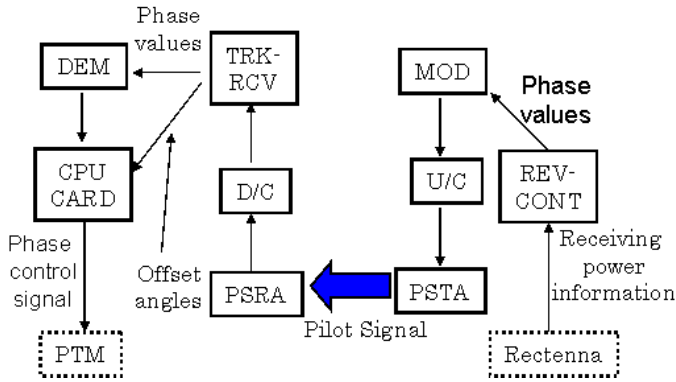 Phase
values
DEM
TRK-
RCV
MOD
Phase
values
CPU
CARD
D/C
U/C
REV-
CONT
Phase
control
signal
Offset
angles
PSRA
Pilot Signal
PSTA
Receiving
power
information
PTM
Rectenna